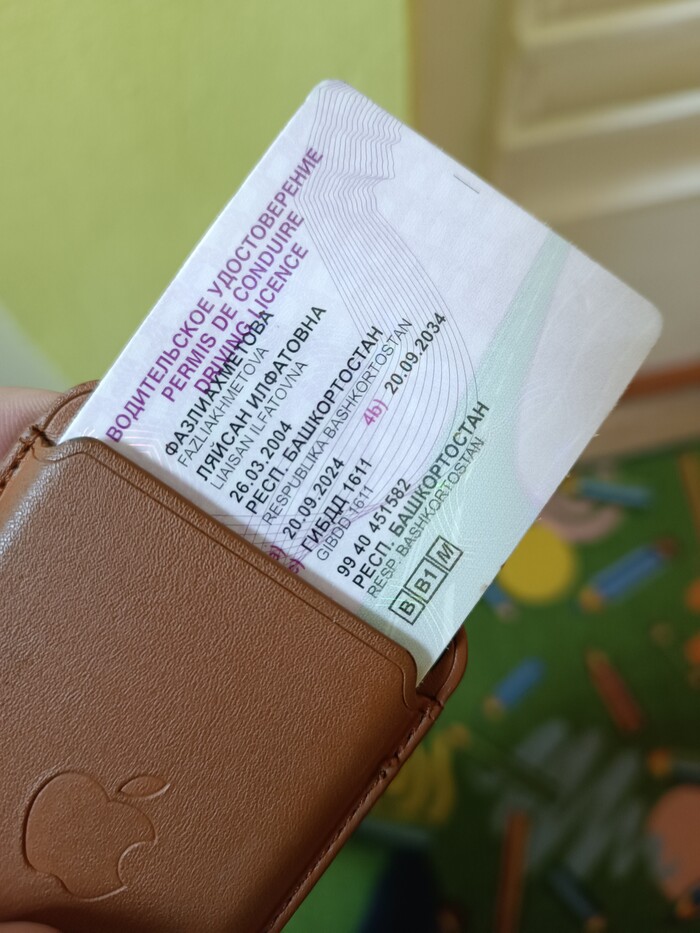 ВОДИТЕЛЬСКОЕ УДОСТОВЕРЕНИЕ
PERMIS DE CONDUIRE
DRIVING LICENCE
ФАЗЛИАХМЕТОВА
FAZLIAKHMETOVA
ЛЯЙСАН ИЛФАТОВНА
LIAISAN ILFATOVNA
26.03.2004
РЕСП. БАШКОРТОСТАН
RESPUBLIKA BASHKORTOSTAN
20.09.2024 4b) 20.09.2034
ГИБДД 1611
GIBDD 1611
99 40 451582
РЕСП. БАШКОРТОСТАН
RESP. BASHKORTOSTAN
B B1 M